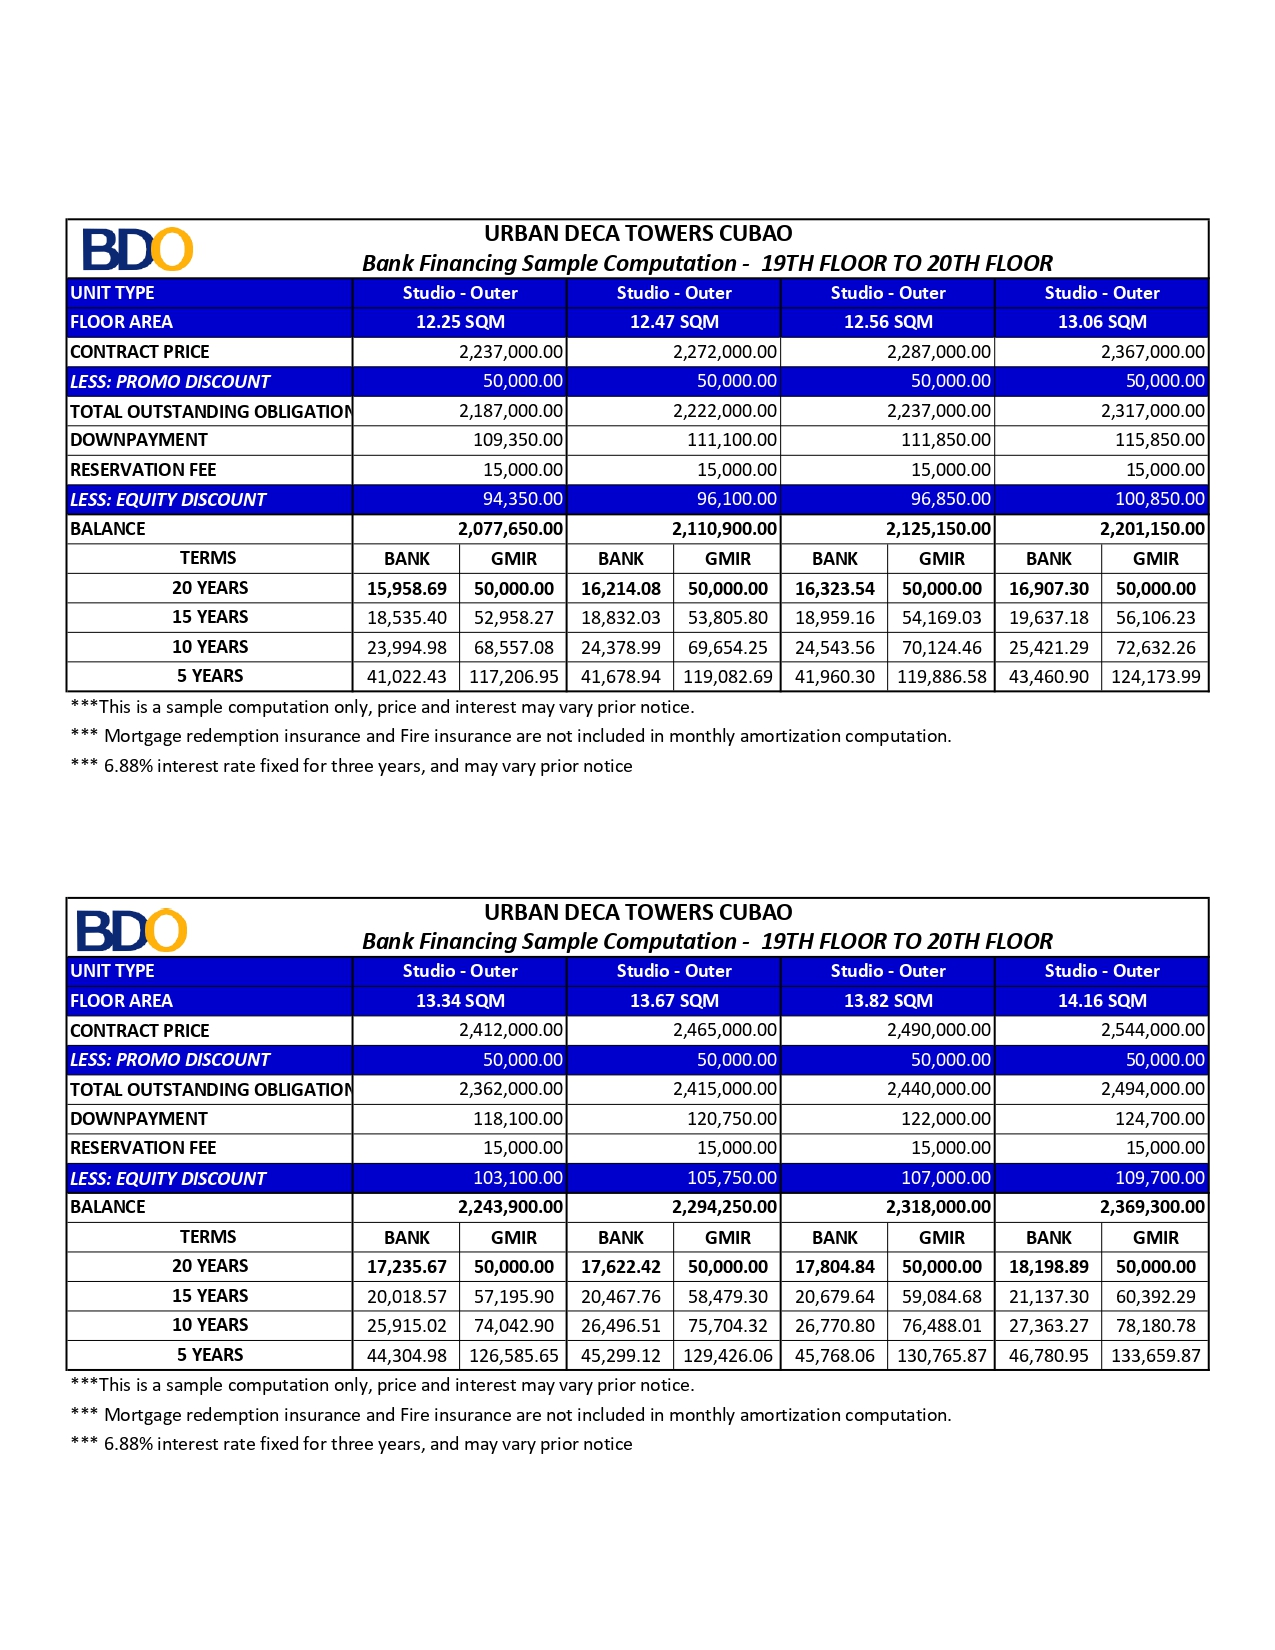 BDO
URBAN DECA TOWERS CUBAO
Bank Financing Sample Computation - 19TH FLOOR TO 20TH FLOOR
UNIT TYPE Studio - Outer Studio - Outer Studio - Outer Studio - Outer
FLOOR AREA 12.25 SQM 12.47 SQM 12.56 SQM 13.06 SQM
CONTRACT PRICE 2,237,000.00 2,272,000.00 2,287,000.00 2,367,000.00
LESS: PROMO DISCOUNT 50,000.00 50,000.00 50,000.00 50,000.00
TOTAL OUTSTANDING OBLIGATION 2,187,000.00 2,222,000.00 2,237,000.00 2,317,000.00
DOWNPAYMENT 109,350.00 111,100.00 111,850.00 115,850.00
RESERVATION FEE 15,000.00 15,000.00 15,000.00 15,000.00
LESS: EQUITY DISCOUNT 94,350.00 96,100.00 96,850.00 100,850.00
BALANCE 2,077,650.00 2,110,900.00 2,125,150.00 2,201,150.00
TERMS BANK GMIR BANK GMIR BANK GMIR BANK GMIR
20 YEARS 15,958.69 50,000.00 16,214.08 50,000.00 16,323.54 50,000.00 16,907.30 50,000.00
15 YEARS 18,535.40 52,958.27 18,832.03 53,805.80 18,959.16 54,169.03 19,637.18 56,106.23
10 YEARS 23,994.98 68,557.08 24,378.99 69,654.25 24,543.56 70,124.46 25,421.29 72,632.26
5 YEARS 41,022.43 117,206.95 41,678.94 119,082.69 41,960.30 119,886.58 43,460.90 124,173.99
***This is a sample computation only, price and interest may vary prior notice.
*** Mortgage redemption insurance and Fire insurance are not included in monthly amortization computation.
*** 6.88% interest rate fixed for three years, and may vary prior notice
BDO
URBAN DECA TOWERS CUBAO
Bank Financing Sample Computation - 19TH FLOOR TO 20TH FLOOR
UNIT TYPE Studio - Outer Studio - Outer Studio - Outer Studio - Outer
FLOOR AREA 13.34 SQM 13.67 SQM 13.82 SQM 14.16 SQM
CONTRACT PRICE 2,412,000.00 2,465,000.00 2,490,000.00 2,544,000.00
LESS: PROMO DISCOUNT 50,000.00 50,000.00 50,000.00 50,000.00
TOTAL OUTSTANDING OBLIGATION 2,362,000.00 2,415,000.00 2,440,000.00 2,494,000.00
DOWNPAYMENT 118,100.00 120,750.00 122,000.00 124,700.00
RESERVATION FEE 15,000.00 15,000.00 15,000.00 15,000.00
LESS: EQUITY DISCOUNT 103,100.00 105,750.00 107,000.00 109,700.00
BALANCE 2,243,900.00 2,294,250.00 2,318,000.00 2,369,300.00
TERMS BANK GMIR BANK GMIR BANK GMIR BANK GMIR
20 YEARS 17,235.67 50,000.00 17,622.42 50,000.00 17,804.84 50,000.00 18,198.89 50,000.00
15 YEARS 20,018.57 57,195.90 20,467.76 58,479.30 20,679.64 59,084.68 21,137.30 60,392.29
10 YEARS 25,915.02 74,042.90 26,496.51 75,704.32 26,770.80 76,488.01 27,363.27 78,180.78
5 YEARS 44,304.98 126,585.65 45,299.12 129,426.06 45,768.06 130,765.87 46,780.95 133,659.87
***This is a sample computation only, price and interest may vary prior notice.
*** Mortgage redemption insurance and Fire insurance are not included in monthly amortization computation.
*** 6.88% interest rate fixed for three years, and may vary prior notice